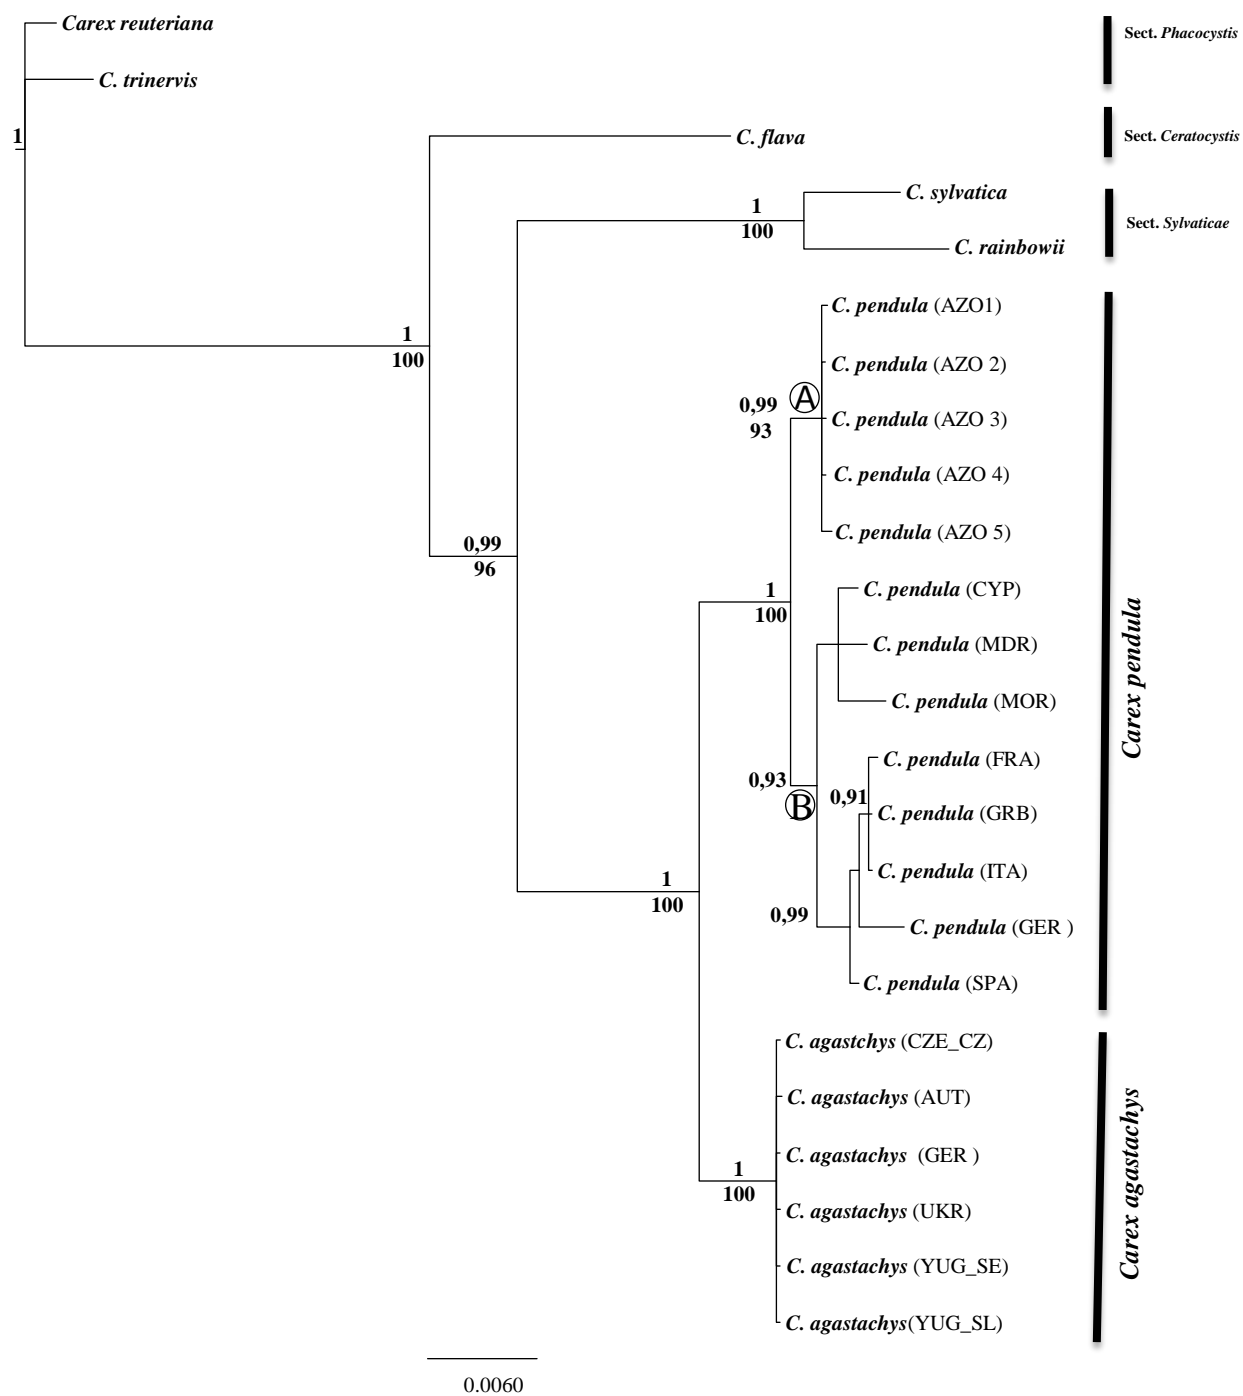 Carex reuteriana
Sect. Phacocystis
C. trinervis
1
C. flava
Sect. Ceratocystis
C. sylvatica
1
100
Sect. Sylvaticae
C. rainbowii
C. pendula (AZO1)
1
100
C. pendula (AZO 2)
0,99
93
A
C. pendula (AZO 3)
C. pendula (AZO 4)
C. pendula (AZO 5)
0,99
96
C. pendula (CYP)
1
100
C. pendula (MDR)
C. pendula (MOR)
Carex pendula
C. pendula (FRA)
0,93
B
0,91
C. pendula (GRB)
C. pendula (ITA)
1
100
0,99
C. pendula (GER )
C. pendula (SPA)
C. agastchys (CZE_CZ)
C. agastachys (AUT)
C. agastachys (GER )
1
100
Carex agastachys
C. agastachys (UKR)
C. agastachys (YUG_SE)
C. agastachys(YUG_SL)
0.0060